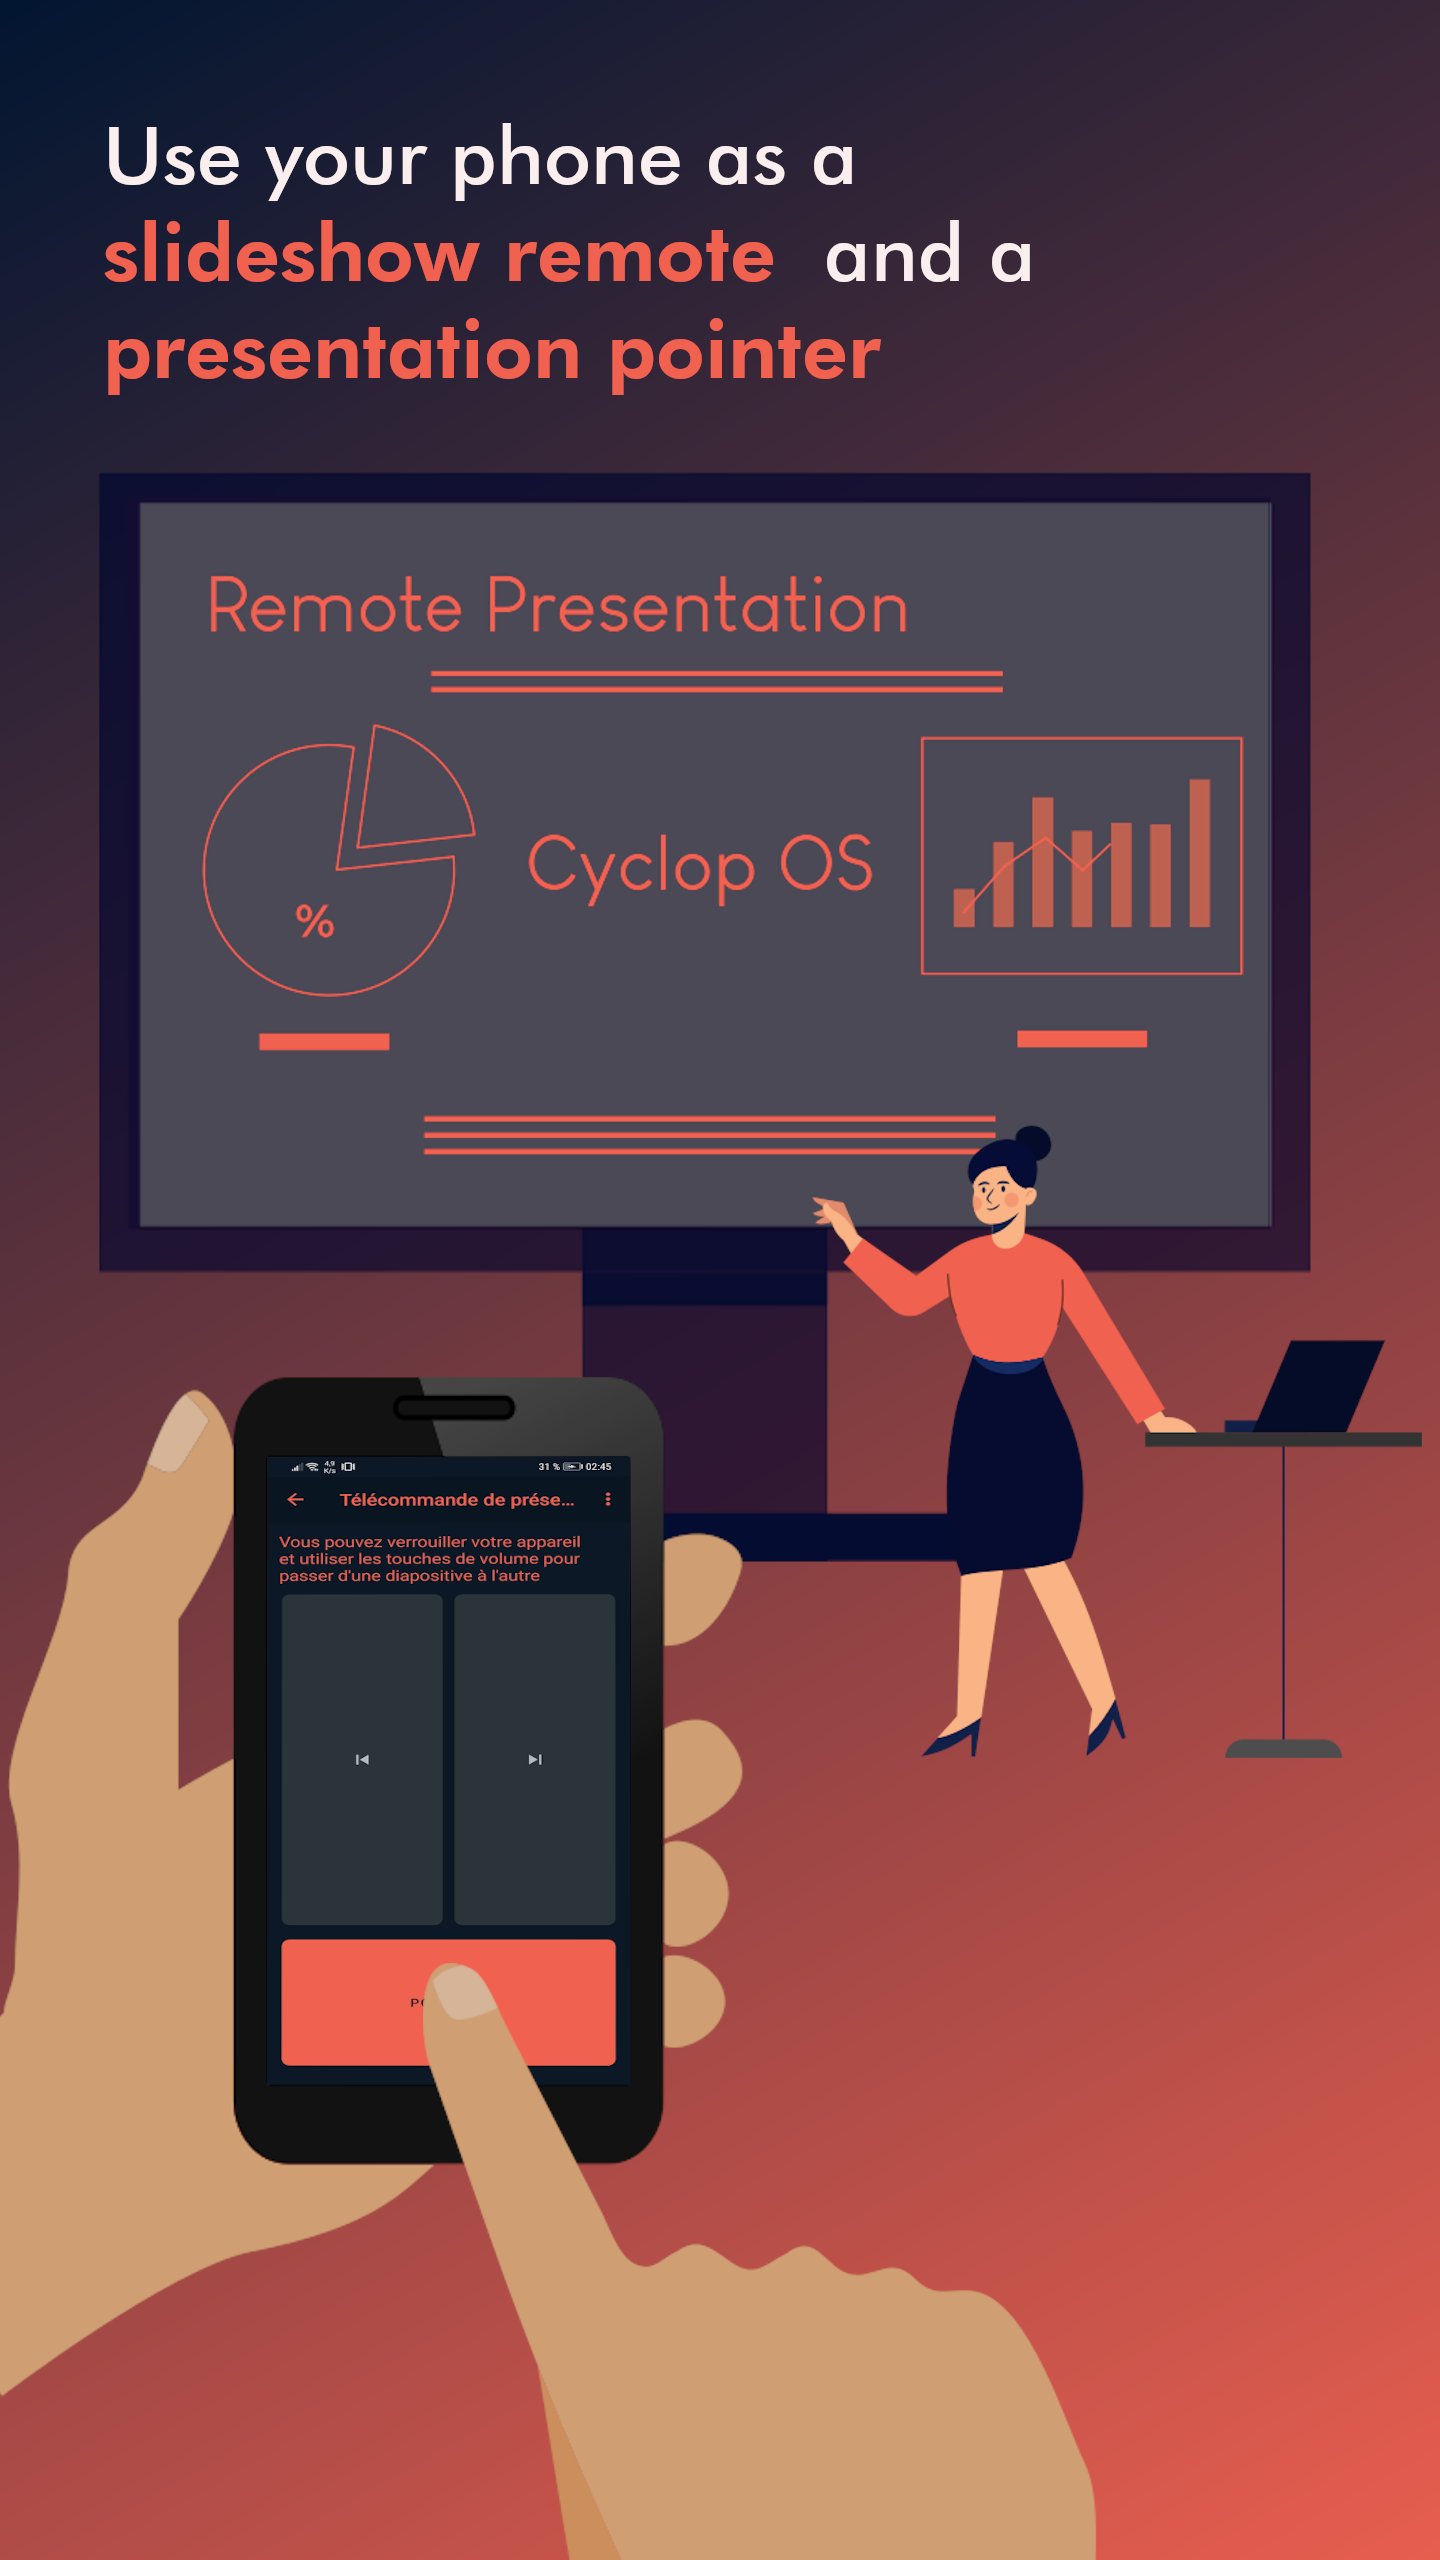 Use your phone as a
slideshow remote and a
presentation pointer
Remote Presentation
%
Cyclop OS
4,9
K/s
31 %
02:45
Télécommande de prése...
Vous pouvez verrouiller votre appareil
et utiliser les touches de volume pour
passer d'une diapositive à l'autre